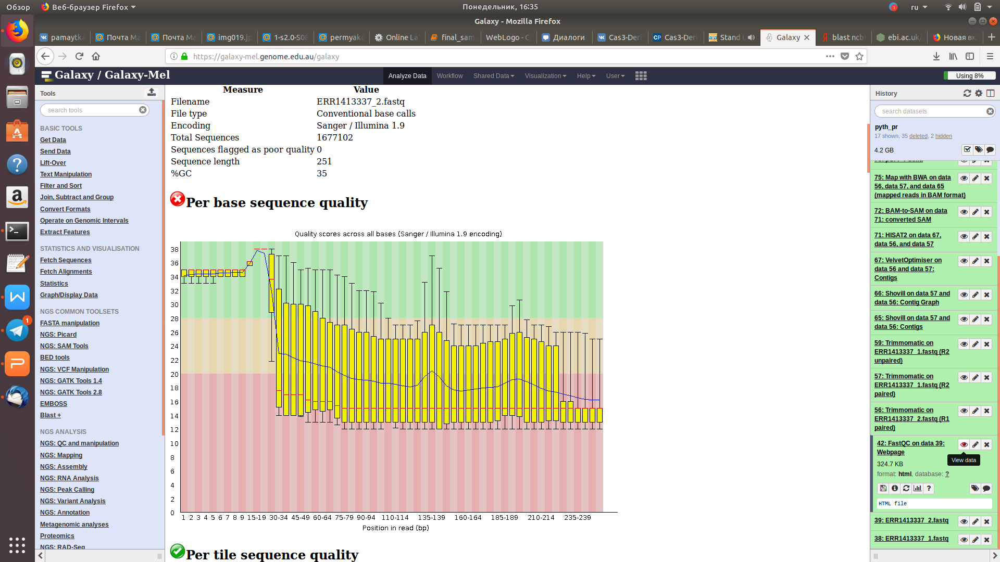 Обзор
Веб-браузер Firefox
Понедельник, 16:35
1
ru
Galaxy - Mozilla Firefox
pamaytka
Почта Ma
Почта Ma
img019.jp
1-s2.0-S08
permyako
Online La
final_sam
WebLogo - C
Диалоги
Cas3-Deri
CP
Cas3-Deri
Stand U
Galaxy
blast ncbi
ebi.ac.uk/
Новая вк
https://galaxy-mel.genome.edu.au/galaxy
Galaxy / Galaxy-Mel
Analyze Data
Workflow
Shared Data
Visualization
Help
User
Using 8%
Tools
search tools
BASIC TOOLS
Get Data
Send Data
Lift-Over
Text Manipulation
Filter and Sort
Join, Subtract and Group
Convert Formats
Operate on Genomic Intervals
Extract Features
STATISTICS AND VISUALISATION
Fetch Sequences
Fetch Alignments
Statistics
Graph/Display Data
NGS COMMON TOOLSETS
FASTA manipulation
NGS: Picard
NGS: SAM Tools
BED tools
NGS: VCF Manipulation
NGS: GATK Tools 1.4
NGS: GATK Tools 2.8
EMBOSS
Blast +
NGS ANALYSIS
NGS: QC and manipulation
NGS: Mapping
NGS: Assembly
NGS: RNA Analysis
NGS: Peak Calling
NGS: Variant Analysis
NGS: Annotation
Metagenomic analyses
Proteomics
NGS: RAD-Seq
1
Measure Value
Filename ERR1413337_2.fastq
File type Conventional base calls
Encoding Sanger / Illumina 1.9
Total Sequences 1677102
Sequences flagged as poor quality 0
Sequence length 251
%GC 35
Per base sequence quality
Quality scores across all bases (Sanger / Illumina 1.9 encoding)
38
36
34
32
30
28
26
24
22
20
18
16
14
12
10
8
6
4
2
0
1 2 3 4 5 6 7 8 9 15-19 30-34 45-49 60-64 75-79 90-94 110-114 135-139 160-164 185-189 210-214 235-239
Position in read (bp)
Per tile sequence quality
History
search datasets
pyth_pr
17 shown, 35 deleted, 2 hidden
4.2 GB
75: Map with BWA on data
56, data 57, and data 65
(mapped reads in BAM format)
72: BAM-to-SAM on data
71: converted SAM
71: HISAT2 on data 67,
data 56, and data 57
67: VelvetOptimiser on
data 56 and data 57:
Contigs
66: Shovill on data 57 and
data 56: Contig Graph
65: Shovill on data 57 and
data 56: Contigs
59: Trimmomatic on
ERR1413337_1.fastq (R2
unpaired)
57: Trimmomatic on
ERR1413337_1.fastq (R2
paired)
56: Trimmomatic on
ERR1413337_2.fastq (R1
paired)
42: FastQC on data 39:
Webpage
View data
324.7 KB
format: html, database: ?
HTML file
39: ERR1413337_2.fastq
38: ERR1413337_1.fastq